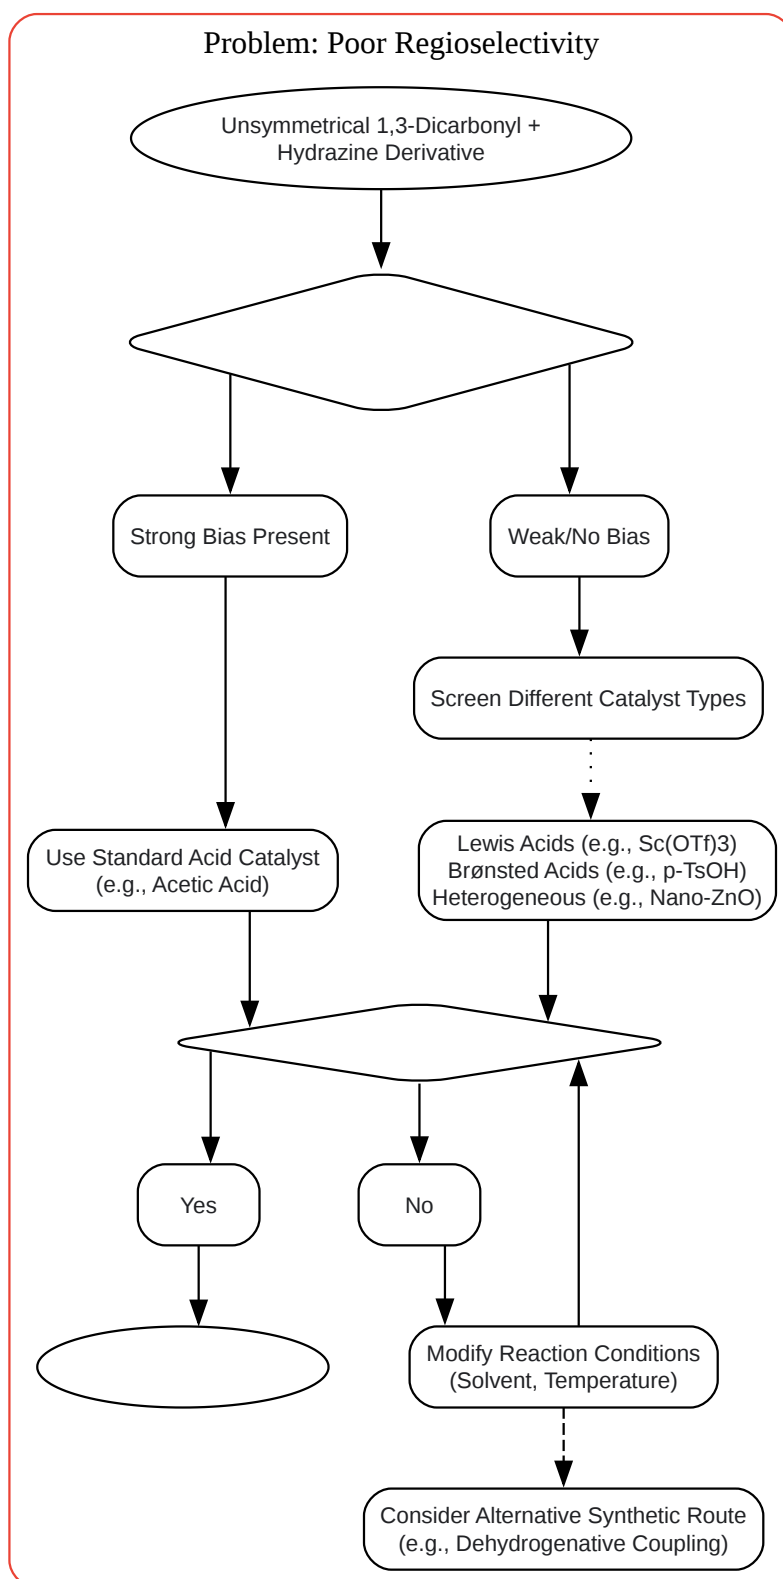 Problem: Poor Regioselectivity
Unsymmetrical 1,3-Dicarbonyl +
Hydrazine Derivative
Strong Bias Present
Weak/No Bias
Screen Different Catalyst Types
Use Standard Acid Catalyst
(e.g., Acetic Acid)
Lewis Acids (e.g., Sc(OTf)3)
Brønsted Acids (e.g., p-TsOH)
Heterogeneous (e.g., Nano-ZnO)
Yes
No
Modify Reaction Conditions
(Solvent, Temperature)
Consider Alternative Synthetic Route
(e.g., Dehydrogenative Coupling)